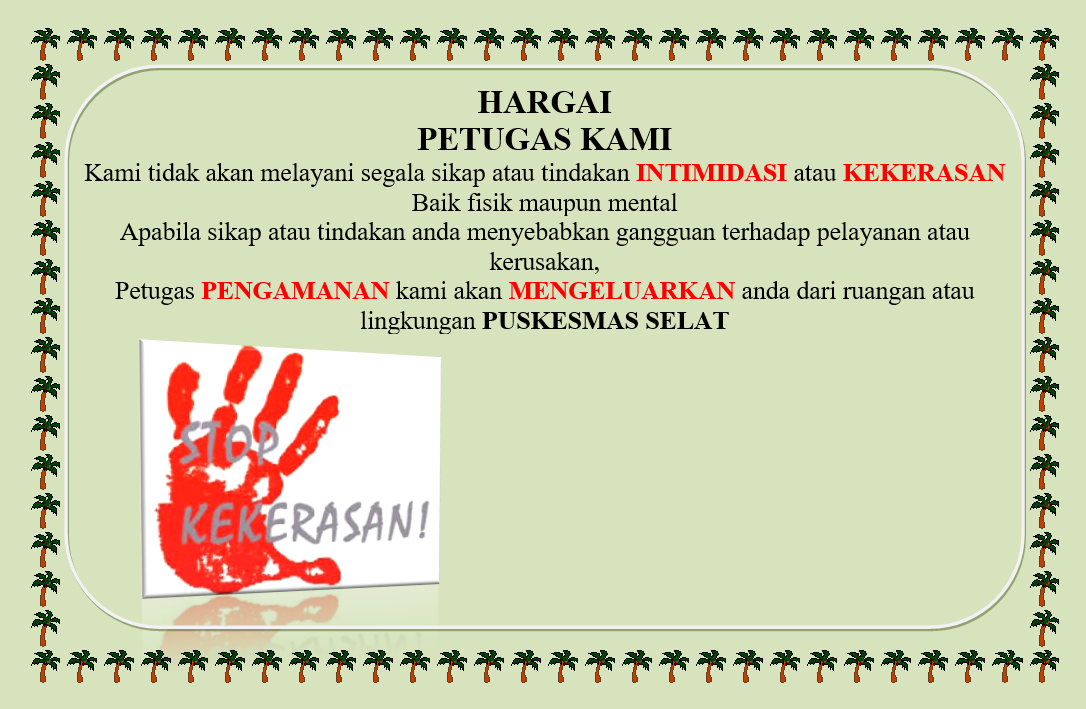 HARGAI
PETUGAS KAMI
Kami tidak akan melayani segala sikap atau tindakan INTIMIDASI atau KEKERASAN
Baik fisik maupun mental
Apabila sikap atau tindakan anda menyebabkan gangguan terhadap pelayanan atau
kerusakan,
Petugas PENGAMANAN kami akan MENGELUARKAN anda dari ruangan atau
lingkungan PUSKESMAS SELAT
STOP
KEKERASAN!